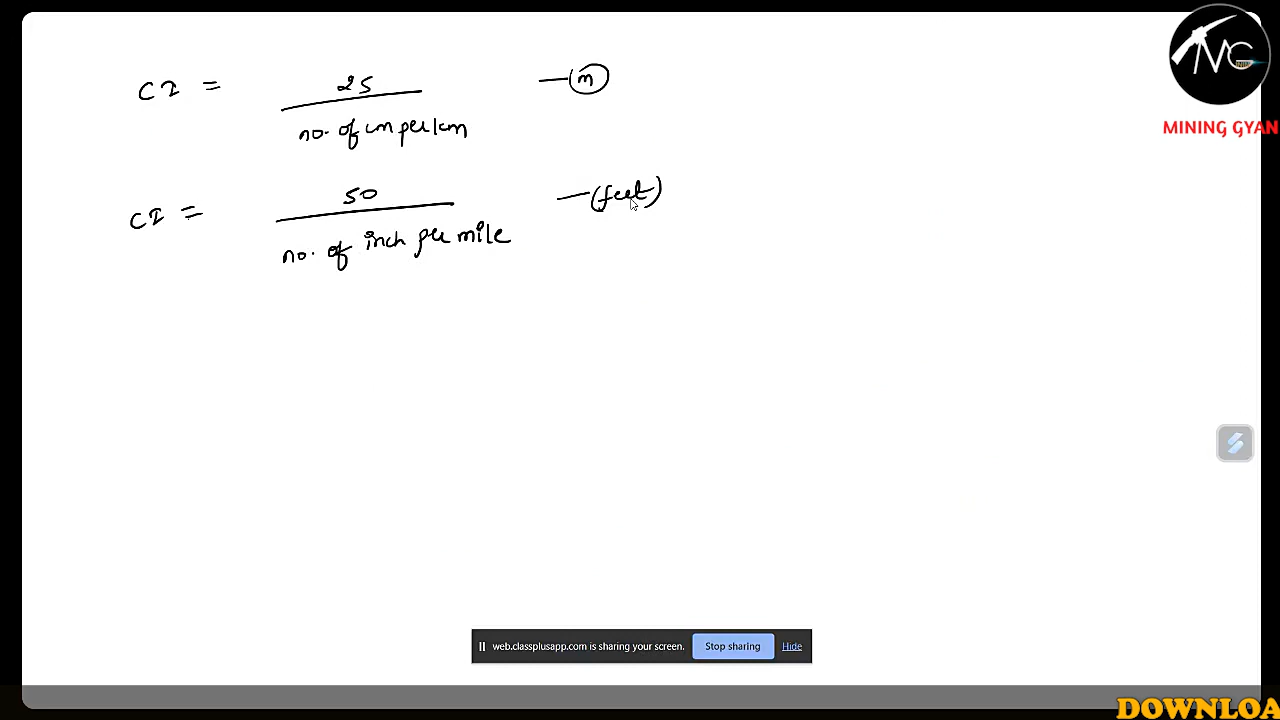 CI = 25 —(m)
no. of cm per km
CI = 50 —(feet)
no. of inch per mile
MG
MINING GYAN
web.classplusapp.com is sharing your screen. Stop sharing Hide
DOWNLOA